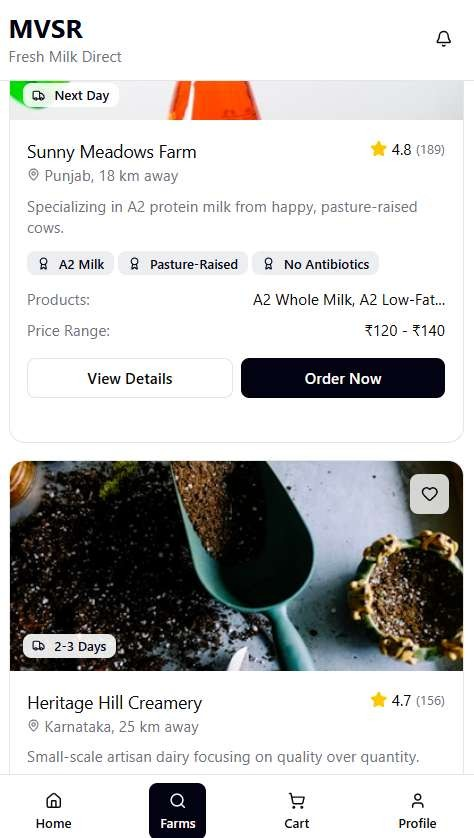 MVSR
Fresh Milk Direct
Next Day
Sunny Meadows Farm
4.8 (189)
Punjab, 18 km away
Specializing in A2 protein milk from happy, pasture-raised
cows.
A2 Milk
Pasture-Raised
No Antibiotics
Products: A2 Whole Milk, A2 Low-Fat...
Price Range: ₹120 - ₹140
View Details
Order Now
2-3 Days
Heritage Hill Creamery
4.7 (156)
Karnataka, 25 km away
Small-scale artisan dairy focusing on quality over quantity.
Home
Farms
Cart
Profile